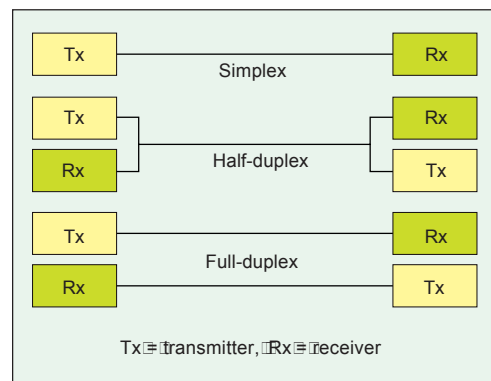 Tx Rx
Simplex
Tx Rx
Half-duplex
Rx Tx
Tx Rx
Full-duplex
Rx Tx
Tx = transmitter, Rx = receiver